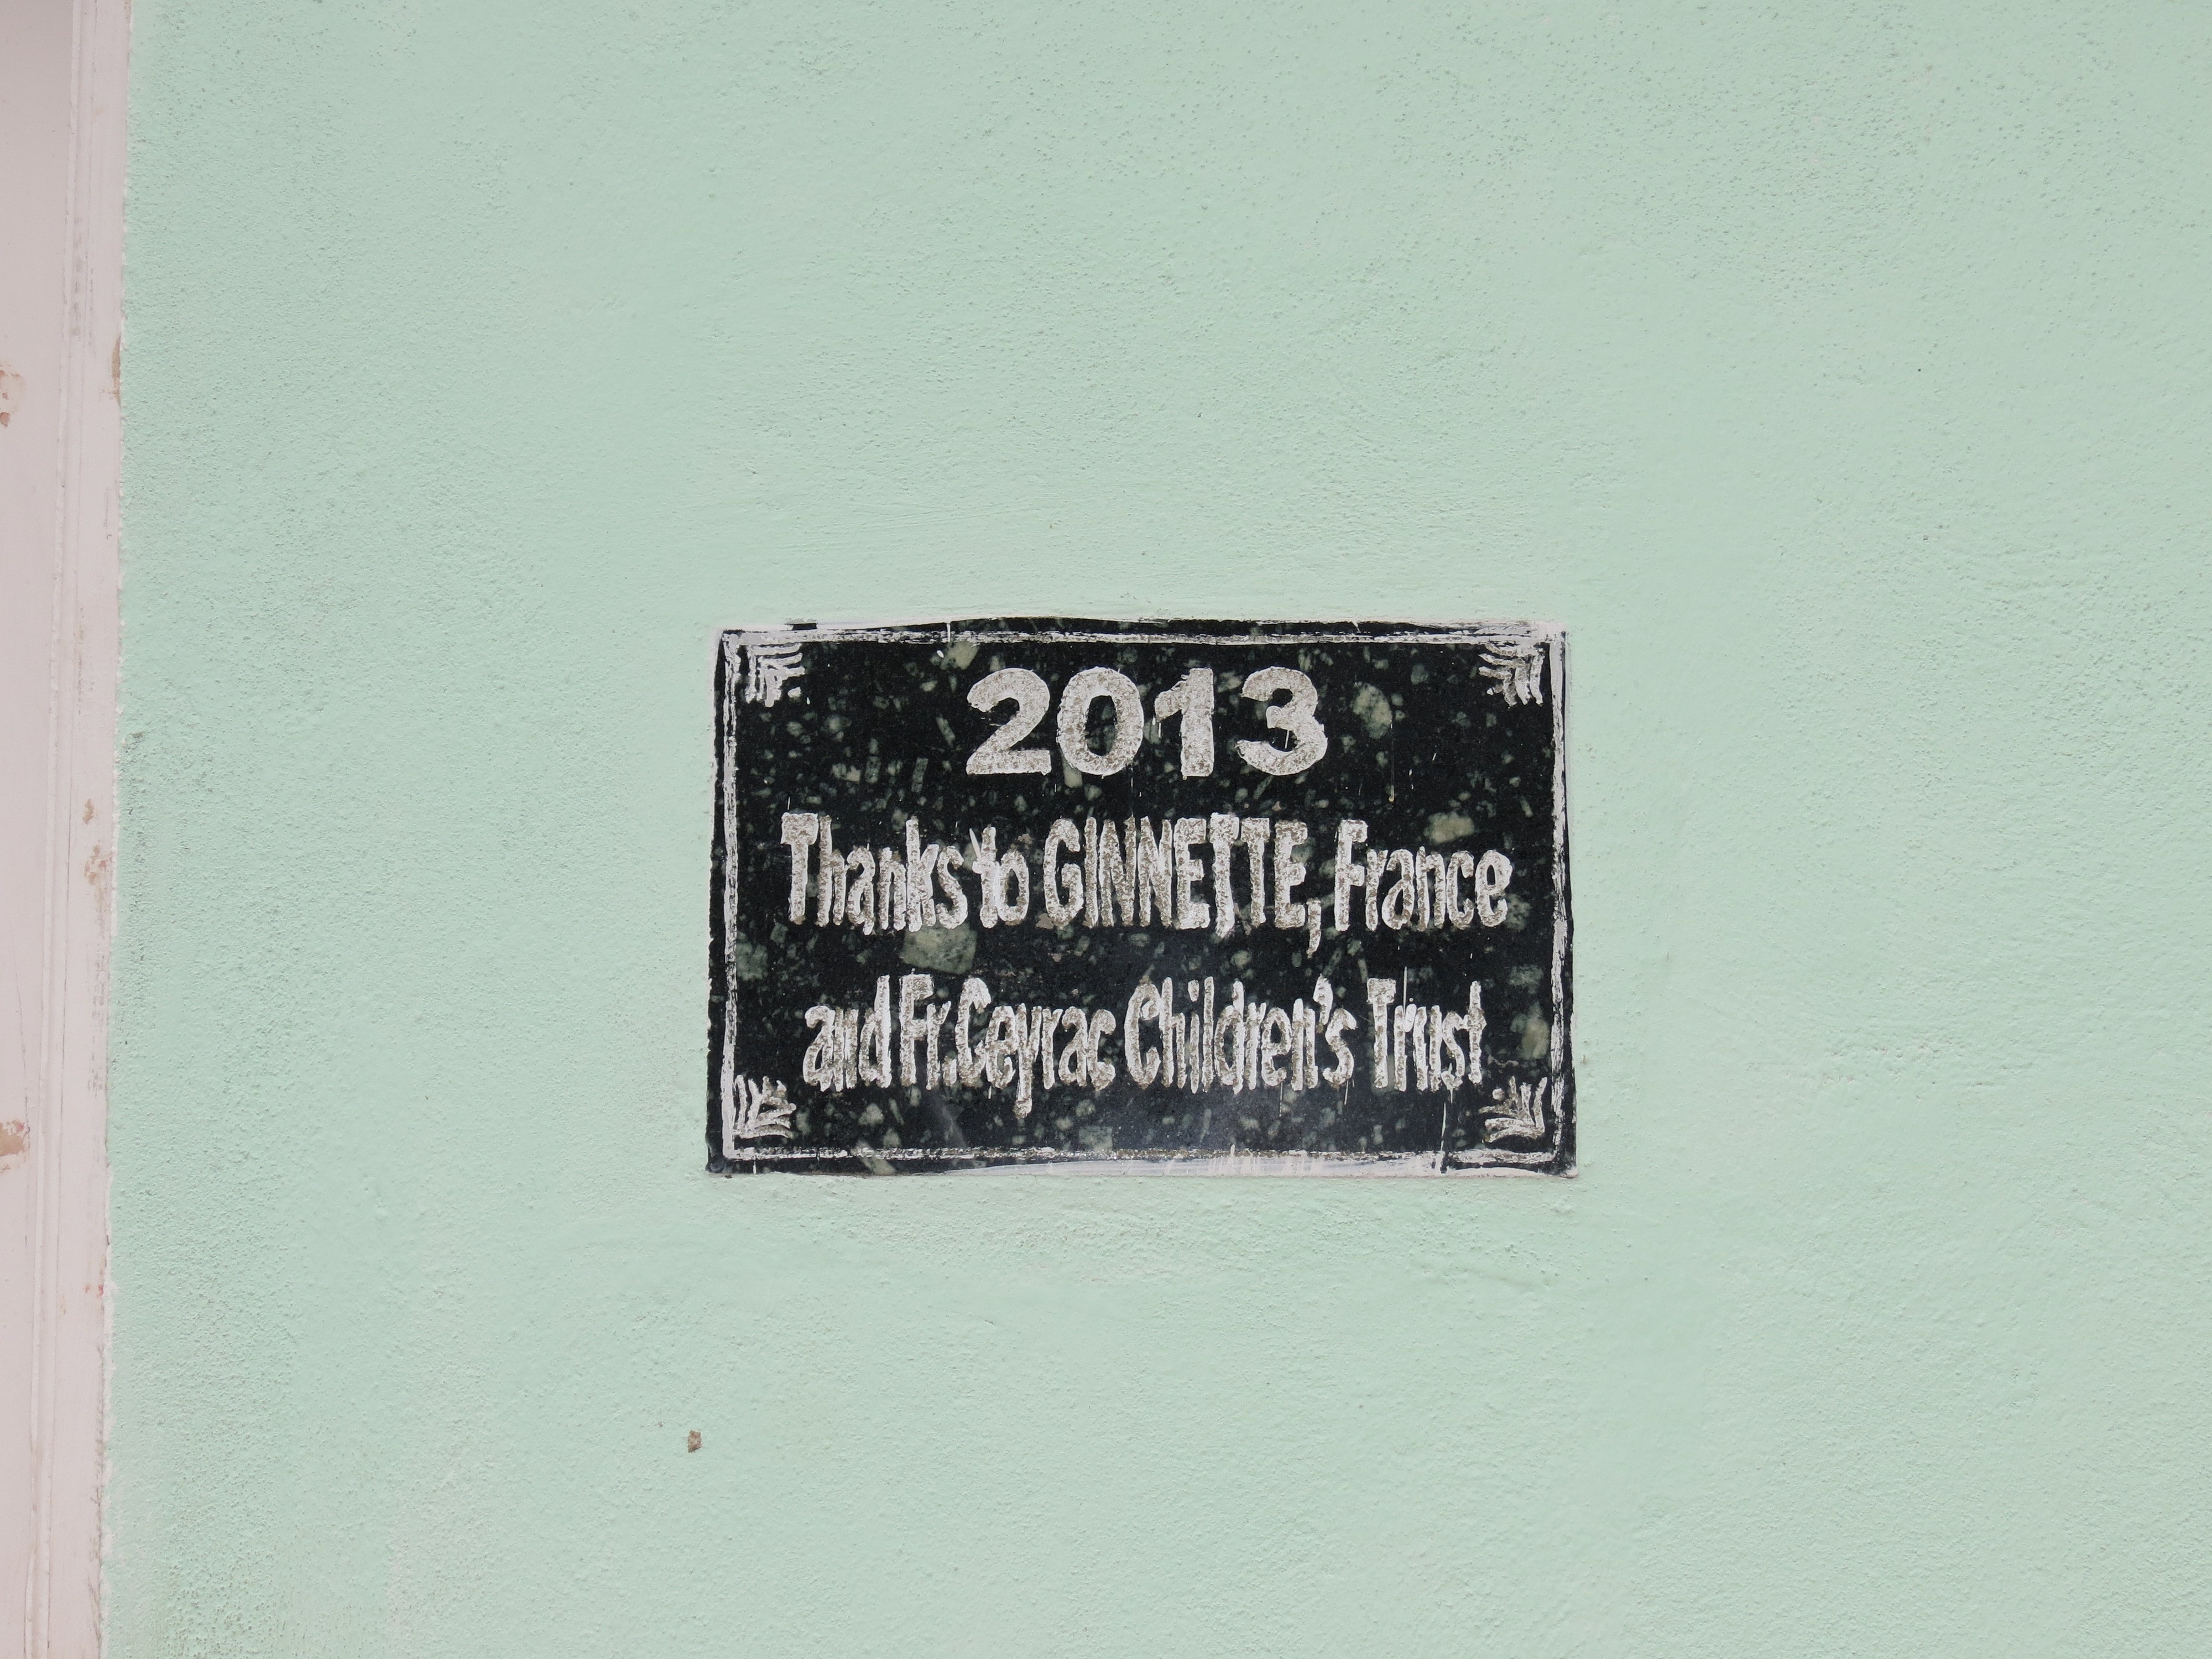 2013
Thanks to GINNETTE, France
and Fr.Ceyrac Children's Trust